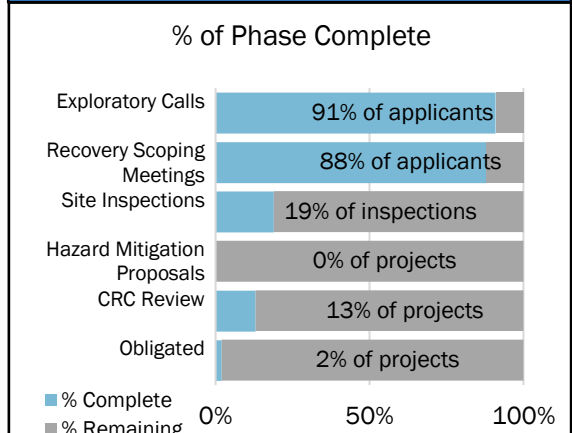 % of Phase Complete
Exploratory Calls
91% of applicants
Recovery Scoping
Meetings
88% of applicants
Site Inspections
19% of inspections
Hazard Mitigation
Proposals
0% of projects
CRC Review
13% of projects
Obligated
2% of projects
% Complete
% Remaining
0% 50% 100%